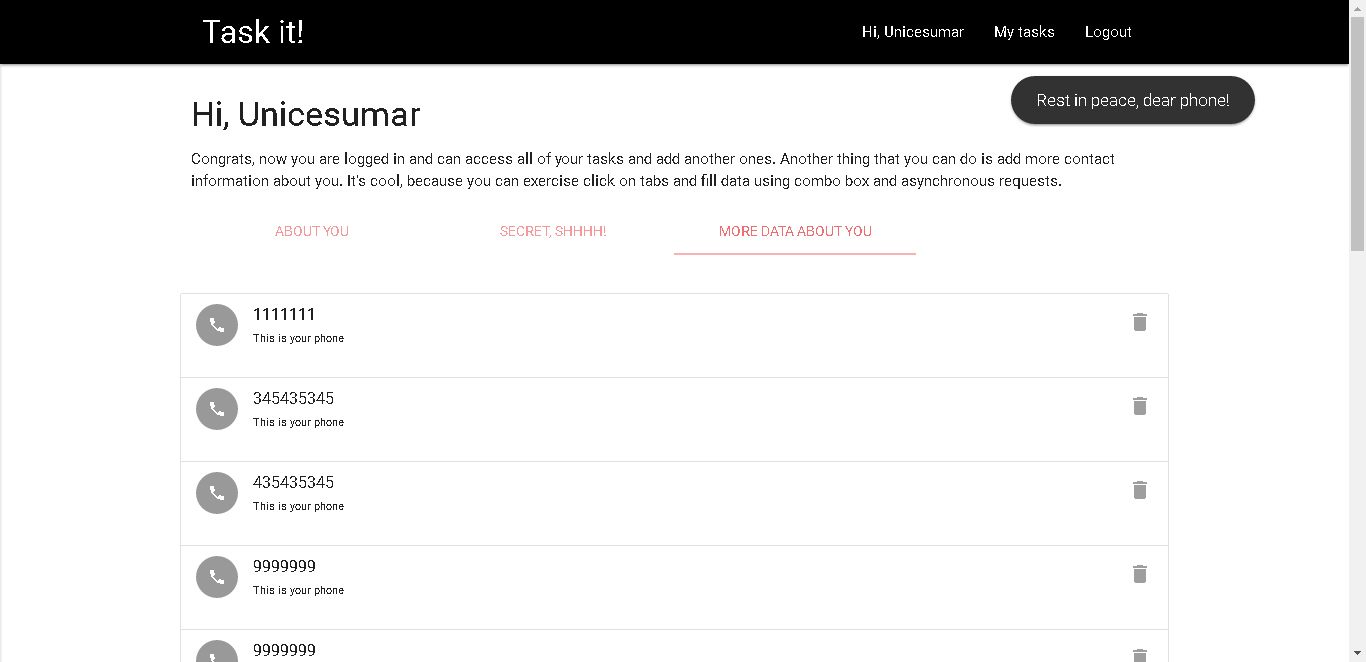 Task it!
Hi, Unicesumar
My tasks
Logout
Rest in peace, dear phone!
Hi, Unicesumar
Congrats, now you are logged in and can access all of your tasks and add another ones. Another thing that you can do is add more contact
information about you. It's cool, because you can exercise click on tabs and fill data using combo box and asynchronous requests.
ABOUT YOU
SECRET, SHHHH!
MORE DATA ABOUT YOU
1111111
This is your phone
345435345
This is your phone
435435345
This is your phone
9999999
This is your phone
9999999